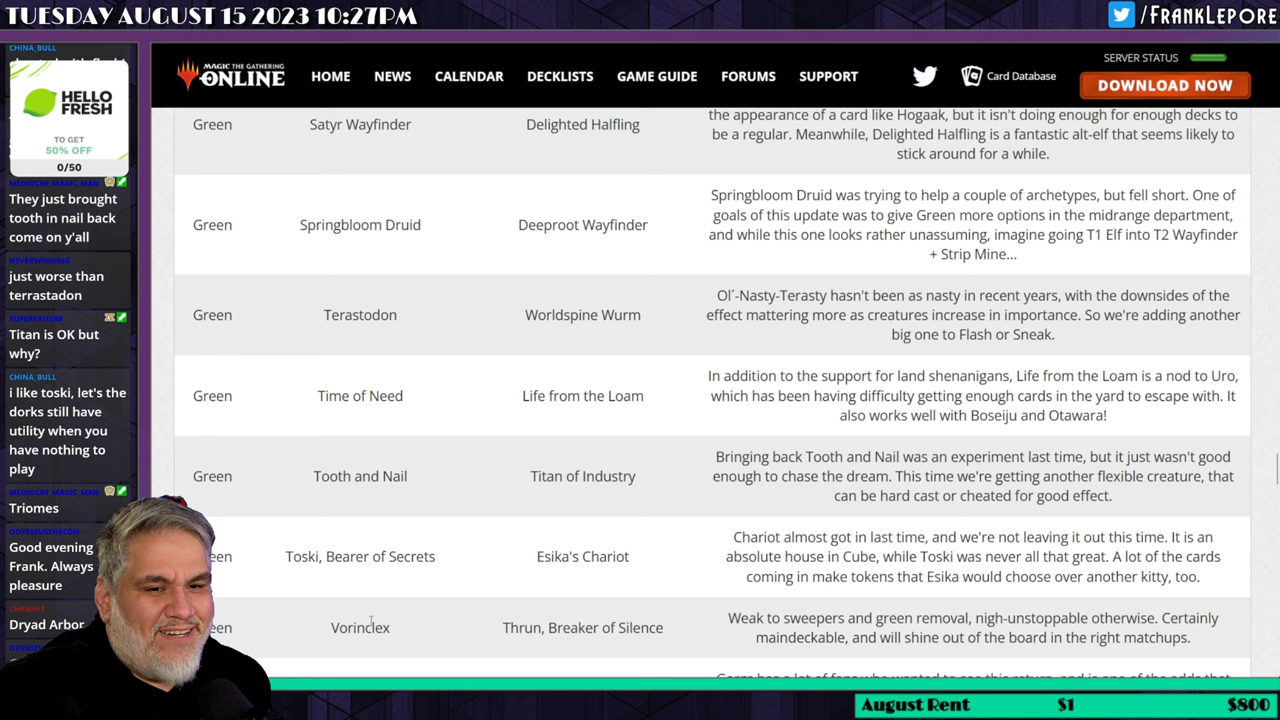 TUESDAY AUGUST 15 2023 10:27PM
/FRANKLEPORE
CHINA_BULL
HELLO
FRESH
TO GET
50% OFF
0/50
MEDIOCRE_MAGIC_MAN
They just brought
tooth in nail back
come on y'all
NEVERWINNING
just worse than
terrastadon
SUPERFRITZ88
Titan is OK but
why?
CHINA_BULL
i like toski, let's the
dorks still have
utility when you
have nothing to
play
MEDIOCRE_MAGIC_MAN
Triomes
ODYSSEUSTHECDN
Good evening
Frank. Always
pleasure
CHRWHIT
Dryad Arbor
MAGIC THE GATHERING
ONLINE
HOME
NEWS
CALENDAR
DECKLISTS
GAME GUIDE
FORUMS
SUPPORT
Card Database
SERVER STATUS
DOWNLOAD NOW
Green
Satyr Wayfinder
Delighted Halfling
the appearance of a card like Hogaak, but it isn't doing enough for enough decks to
be a regular. Meanwhile, Delighted Halfling is a fantastic alt-elf that seems likely to
stick around for a while.
Green
Springbloom Druid
Deeproot Wayfinder
Springbloom Druid was trying to help a couple of archetypes, but fell short. One of
goals of this update was to give Green more options in the midrange department,
and while this one looks rather unassuming, imagine going T1 Elf into T2 Wayfinder
+ Strip Mine...
Green
Terastodon
Worldspine Wurm
Ol´-Nasty-Terasty hasn't been as nasty in recent years, with the downsides of the
effect mattering more as creatures increase in importance. So we're adding another
big one to Flash or Sneak.
Green
Time of Need
Life from the Loam
In addition to the support for land shenanigans, Life from the Loam is a nod to Uro,
which has been having difficulty getting enough cards in the yard to escape with. It
also works well with Boseiju and Otawara!
Green
Tooth and Nail
Titan of Industry
Bringing back Tooth and Nail was an experiment last time, but it just wasn't good
enough to chase the dream. This time we're getting another flexible creature, that
can be hard cast or cheated for good effect.
een
Toski, Bearer of Secrets
Esika's Chariot
Chariot almost got in last time, and we're not leaving it out this time. It is an
absolute house in Cube, while Toski was never all that great. A lot of the cards
coming in make tokens that Esika would choose over another kitty, too.
een
Vorinclex
Thrun, Breaker of Silence
Weak to sweepers and green removal, nigh-unstoppable otherwise. Certainly
maindeckable, and will shine out of the board in the right matchups.
August Rent
$1
$800